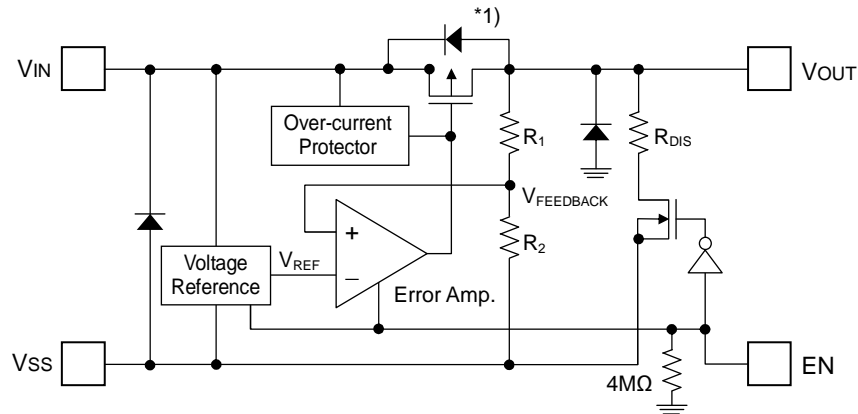 *1)
VIN
VOUT
Over-current
Protector
R1
RDIS
VFEEDBACK
+
R2
Voltage
Reference
VREF
−
Error Amp.
VSS
4MΩ
EN